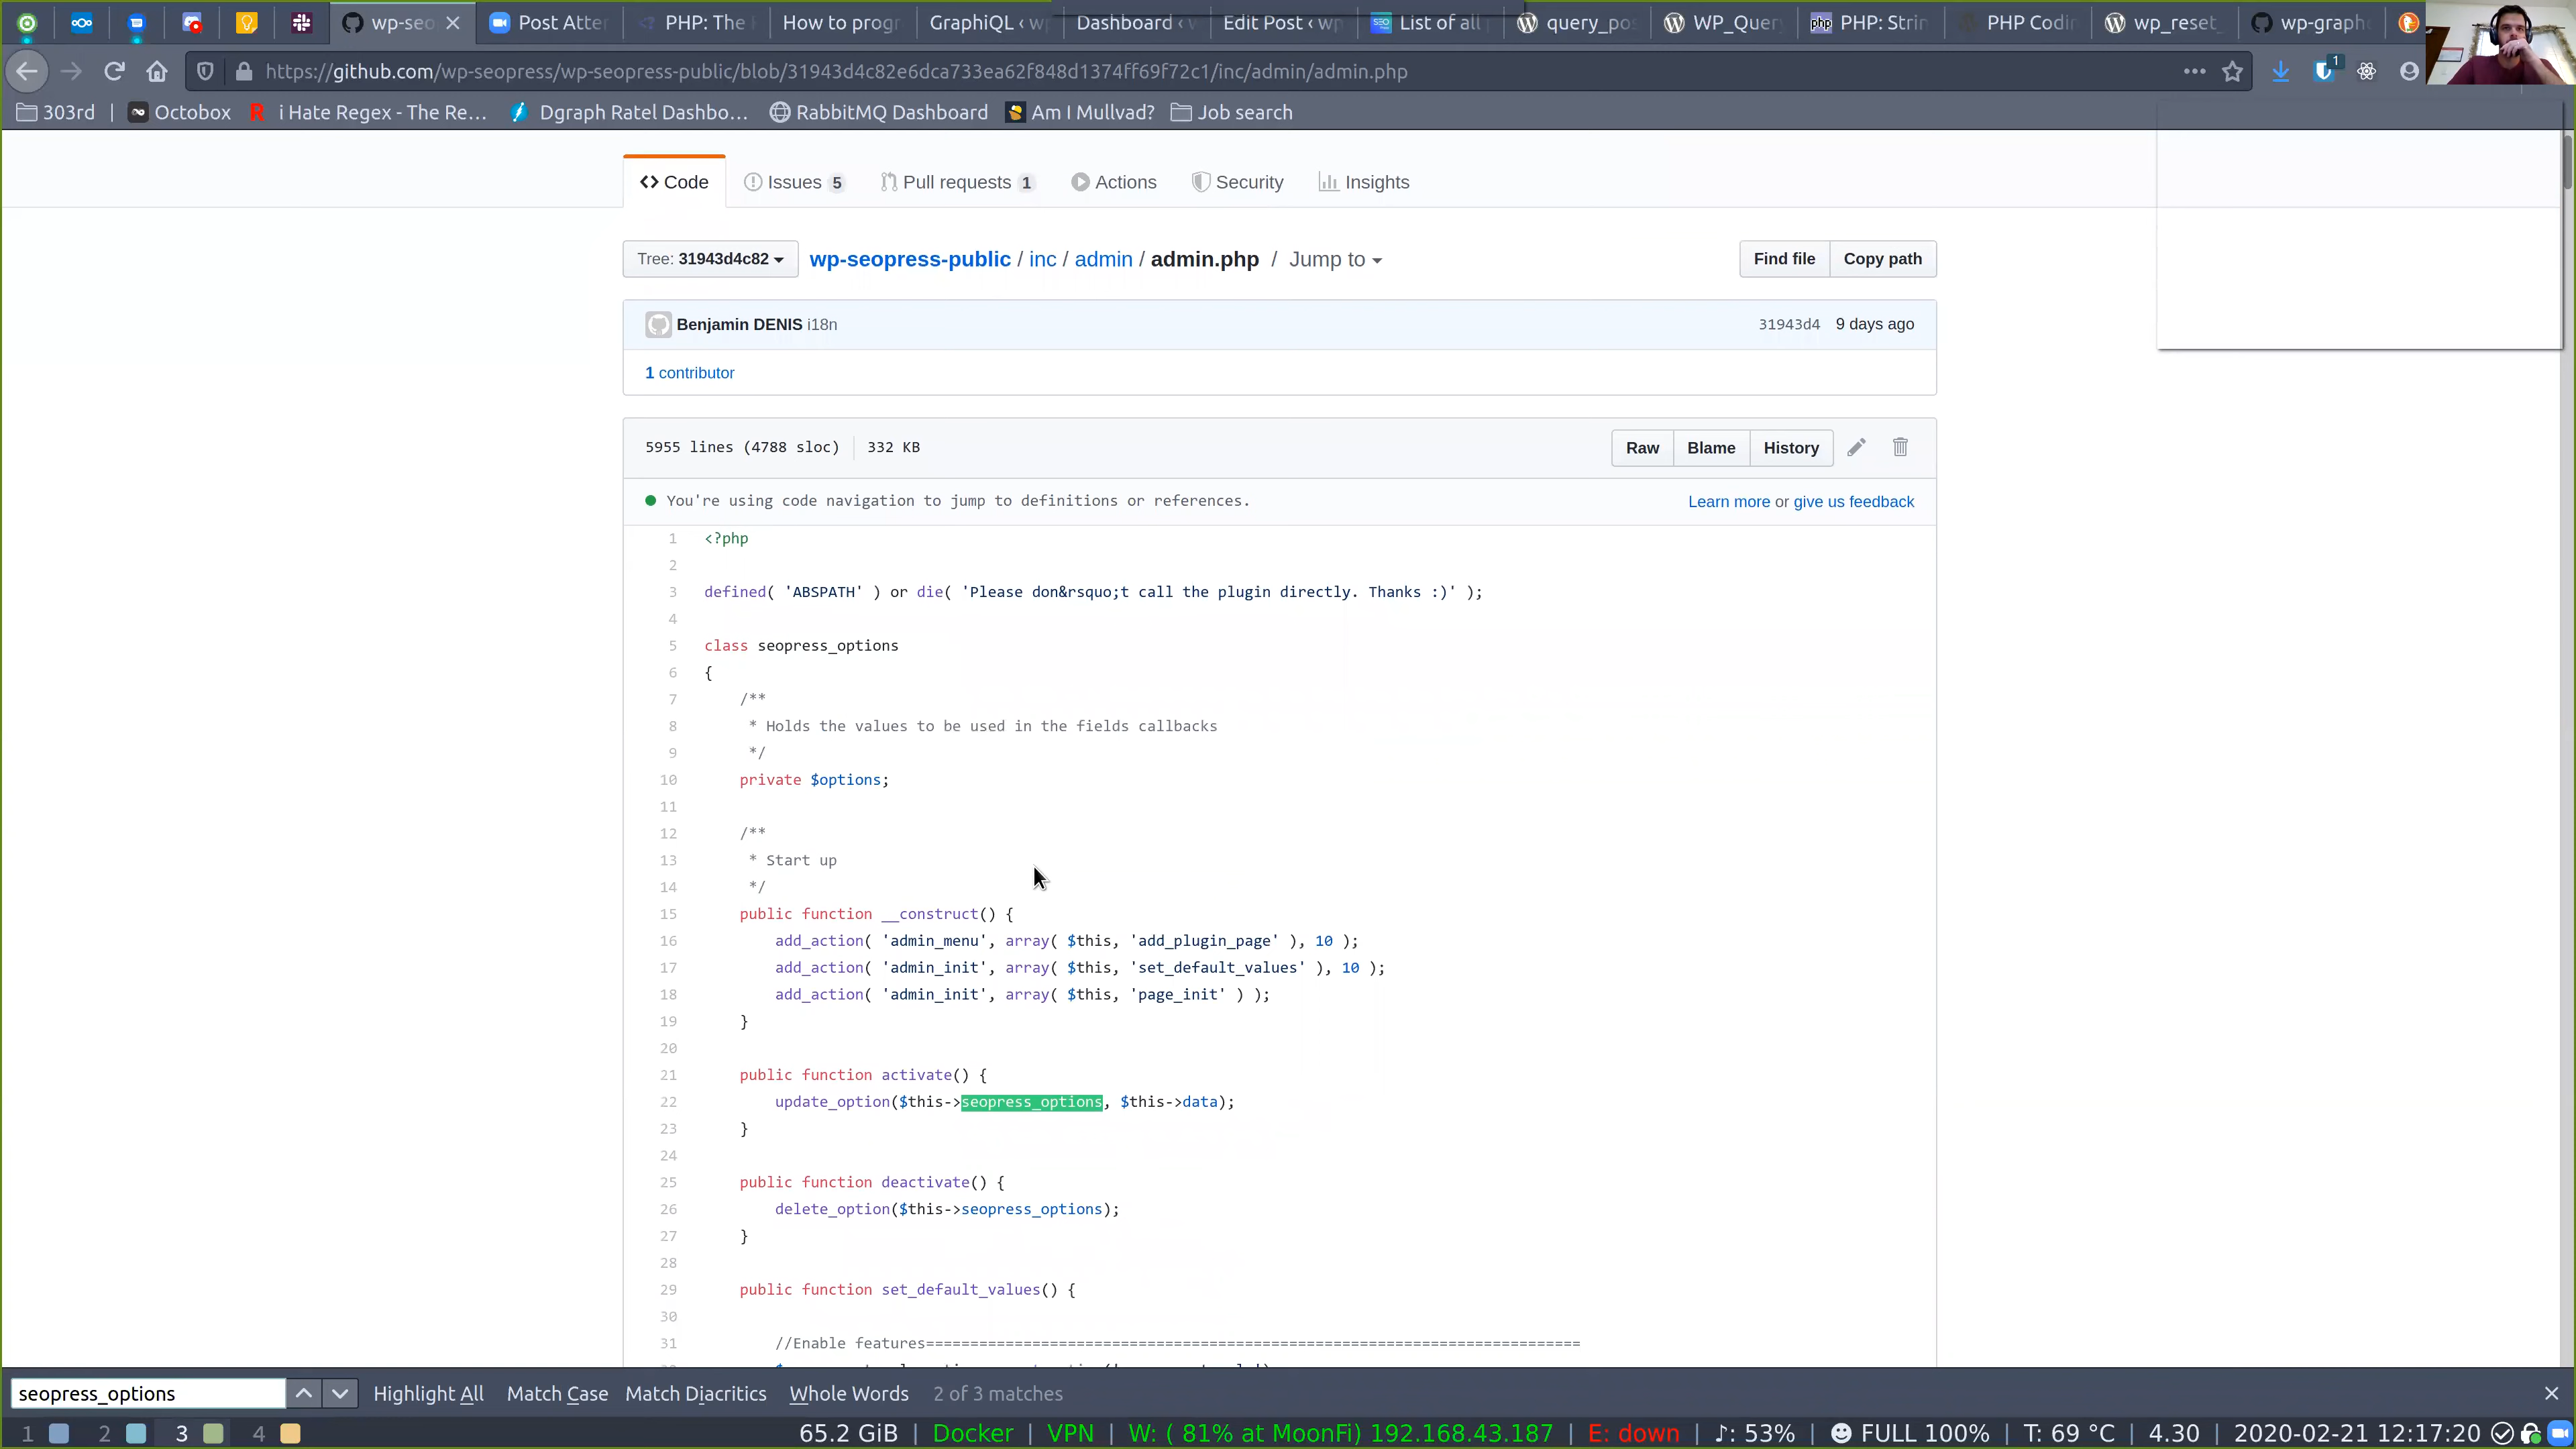 wp-seo Post Atter PHP: The How to progr GraphiQL ‹ w Dashboard ‹ w Edit Post ‹ wp List of all query_pos WP_Quer PHP: Strin PHP Codin wp_reset_ wp-graph
https://github.com/wp-seopress/wp-seopress-public/blob/31943d4c82e6dca733ea62f848d1374ff69f72c1/inc/admin/admin.php 1
303rd | Octobox i Hate Regex - The Re… Dgraph Ratel Dashbo… RabbitMQ Dashboard Am I Mullvad? Job search
Code Issues 5 Pull requests 1 Actions Security Insights
Tree: 31943d4c82 wp-seopress-public / inc / admin / admin.php / Jump to Find file Copy path
Benjamin DENIS i18n 31943d4 9 days ago
1 contributor
5955 lines (4788 sloc) 332 KB Raw Blame History
You're using code navigation to jump to definitions or references. Learn more or give us feedback
1 <?php
2
3 defined( 'ABSPATH' ) or die( 'Please don&rsquo;t call the plugin directly. Thanks :)' );
4
5 class seopress_options
6 {
7 /**
8 * Holds the values to be used in the fields callbacks
9 */
10 private $options;
11
12 /**
13 * Start up
14 */
15 public function __construct() {
16 add_action( 'admin_menu', array( $this, 'add_plugin_page' ), 10 );
17 add_action( 'admin_init', array( $this, 'set_default_values' ), 10 );
18 add_action( 'admin_init', array( $this, 'page_init' ) );
19 }
20
21 public function activate() {
22 update_option($this->seopress_options, $this->data);
23 }
24
25 public function deactivate() {
26 delete_option($this->seopress_options);
27 }
28
29 public function set_default_values() {
30
31 //Enable features==========================================================================
seopress_options Highlight All Match Case Match Diacritics Whole Words 2 of 3 matches
1 2 3 4 65.2 GiB | Docker | VPN | W: ( 81% at MoonFi) 192.168.43.187 | E: down | ♪: 53% | ☻ FULL 100% | T: 69 °C | 4.30 | 2020-02-21 12:17:20